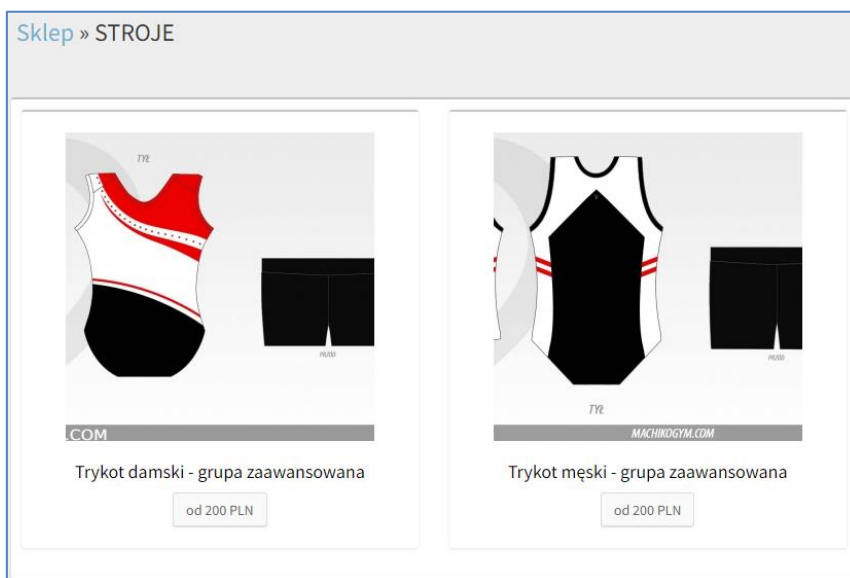 Sklep » STROJE
TYŁ
PRZÓD
.COM
Trykot damski - grupa zaawansowana
od 200 PLN
TYŁ
PRZÓD
MACHIKOGYM.COM
Trykot męski - grupa zaawansowana
od 200 PLN